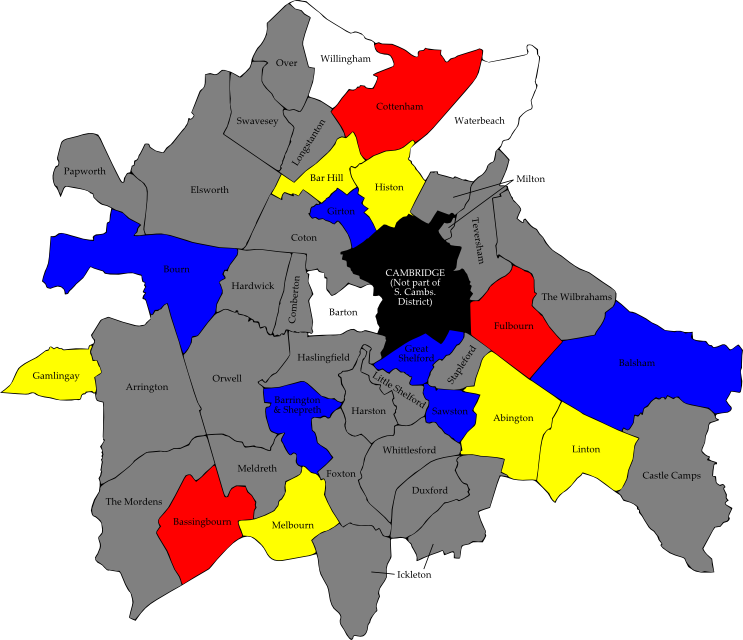 Willingham
Over
Cottenham
Swavesey
Longstanton
Waterbeach
Papworth
Bar Hill
Histon
Milton
Elsworth
Girton
Coton
Teversham
Bourn
CAMBRIDGE
(Not part of
S. Cambs.
District)
Hardwick
Comberton
Barton
The Wilbrahams
Fulbourn
Great
Shelford
Stapleford
Balsham
Haslingfield
Gamlingay
Arrington
Orwell
Little Shelford
Barrington
& Shepreth
Harston
Sawston
Abington
Linton
Whittlesford
Meldreth
Foxton
Castle Camps
Duxford
The Mordens
Bassingbourn
Melbourn
Ickleton